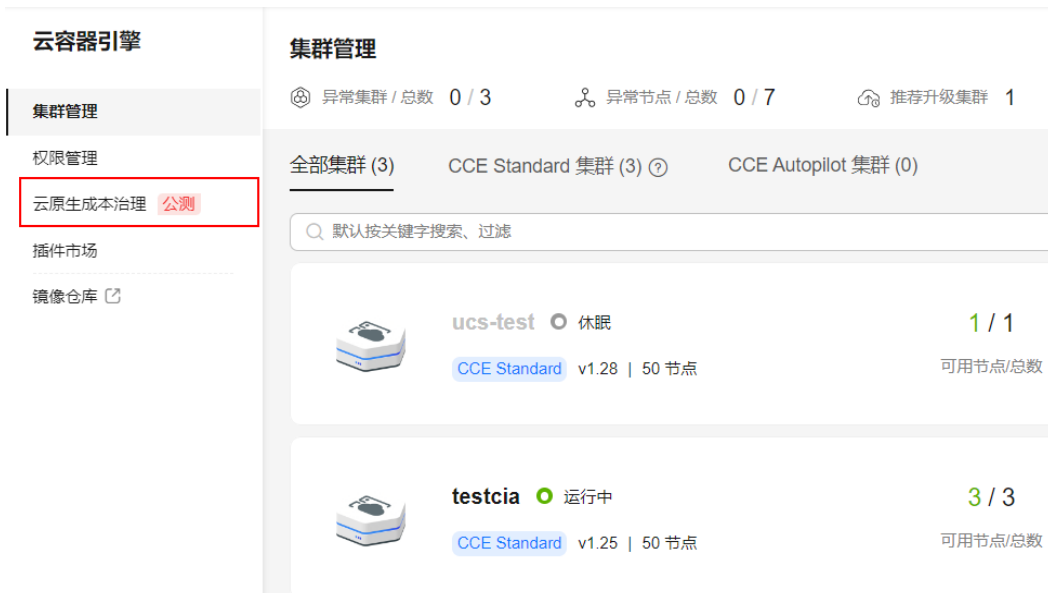 云容器引擎
集群管理
权限管理
云原生成本治理 公测
插件市场
镜像仓库
集群管理
异常集群 / 总数 0 / 3 异常节点 / 总数 0 / 7 推荐升级集群 1
全部集群 (3) CCE Standard 集群 (3) ? CCE Autopilot 集群 (0)
默认按关键字搜索、过滤
ucs-test 休眠 1 / 1
CCE Standard v1.28 | 50 节点 可用节点/总数
testcia 运行中 3 / 3
CCE Standard v1.25 | 50 节点 可用节点/总数